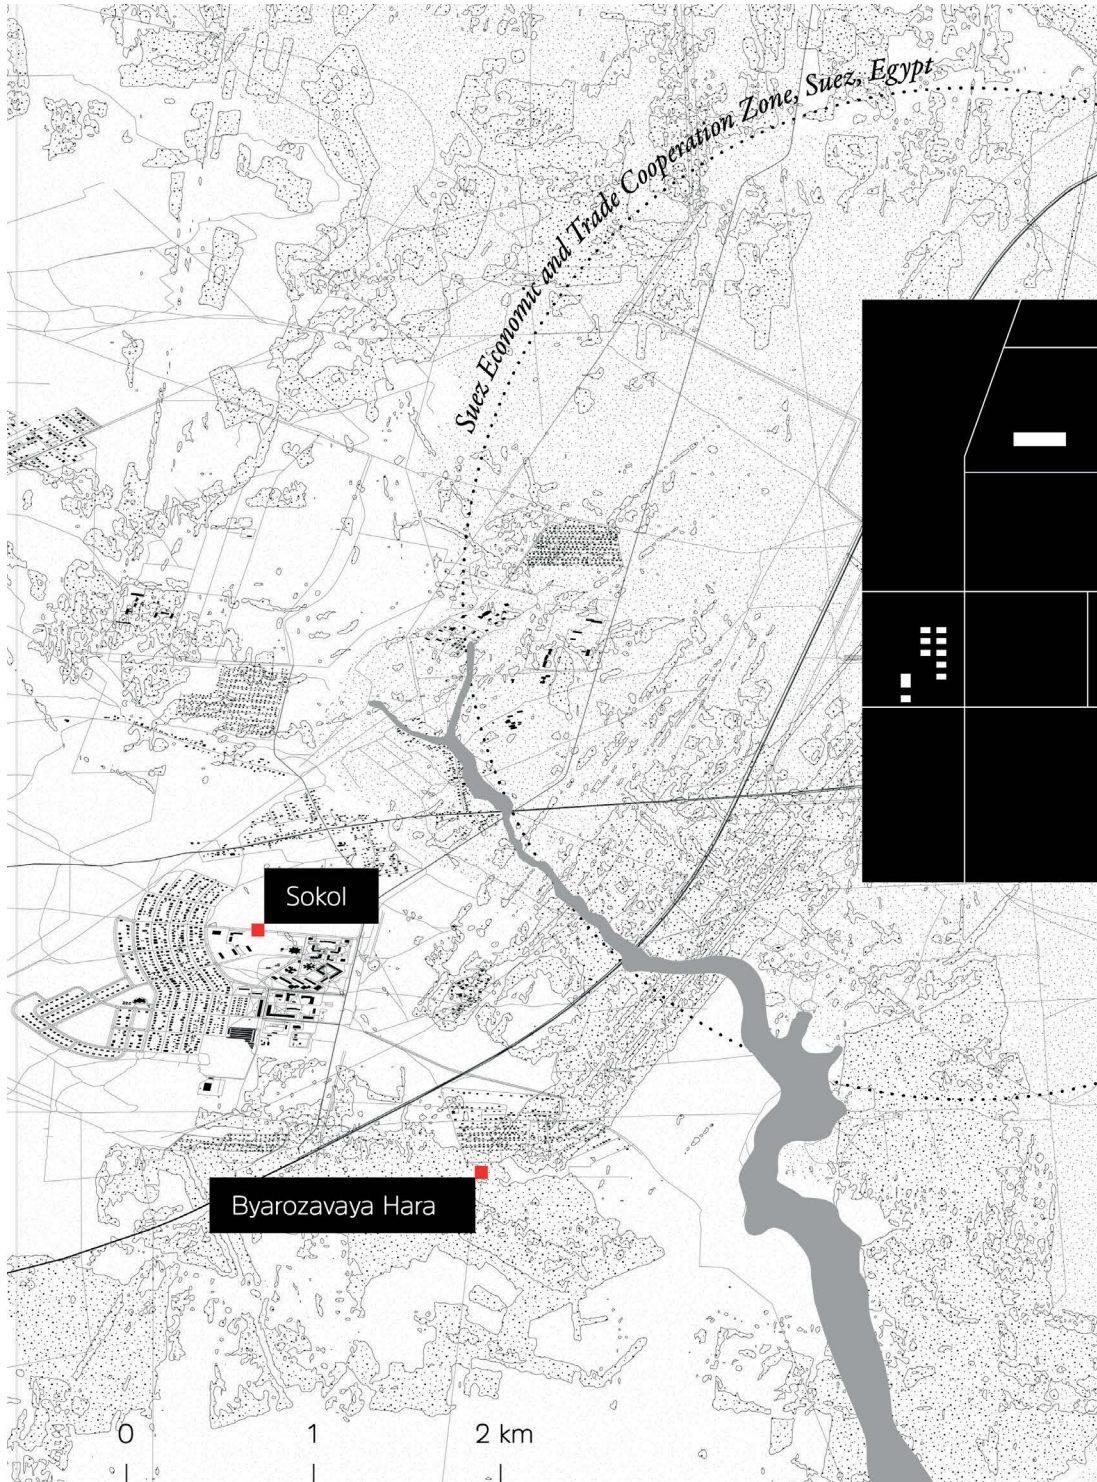 Suez Economic and Trade Cooperation Zone, Suez, Egypt
Sokol
Byarozavaya Hara
0 1 2 km